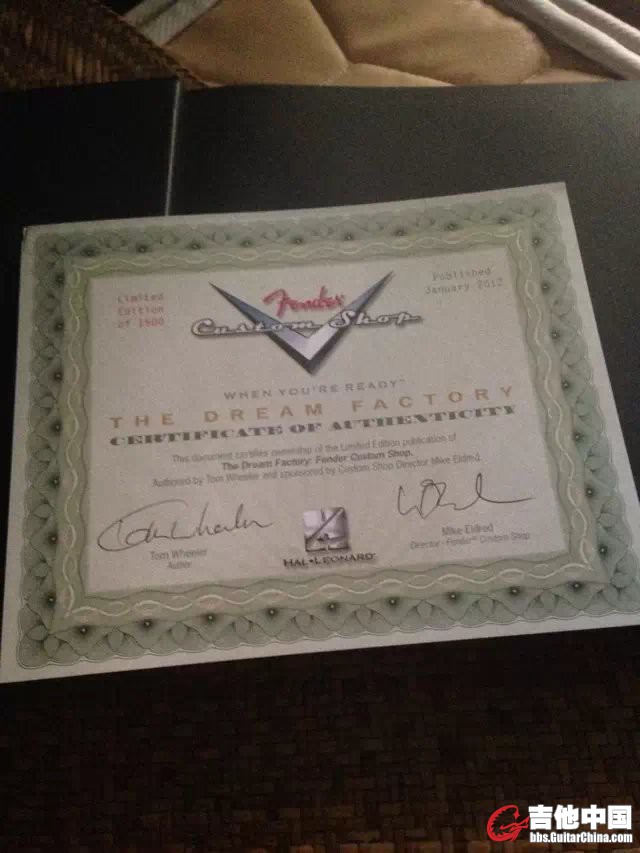 Limited
Edition
of 1500
Published
January 2012
Fender
Custom Shop
WHEN YOU'RE READY™
THE DREAM FACTORY
CERTIFICATE OF AUTHENTICITY
This document certifies ownership of the Limited Edition publication of
The Dream Factory: Fender Custom Shop.
Authored by Tom Wheeler and sponsored by Custom Shop Director Mike Eldred.
Tom Wheeler
Tom Wheeler
Author
HAL•LEONARD®
Mike Eldred
Director - Fender® Custom Shop
吉他中国
bbs.GuitarChina.com